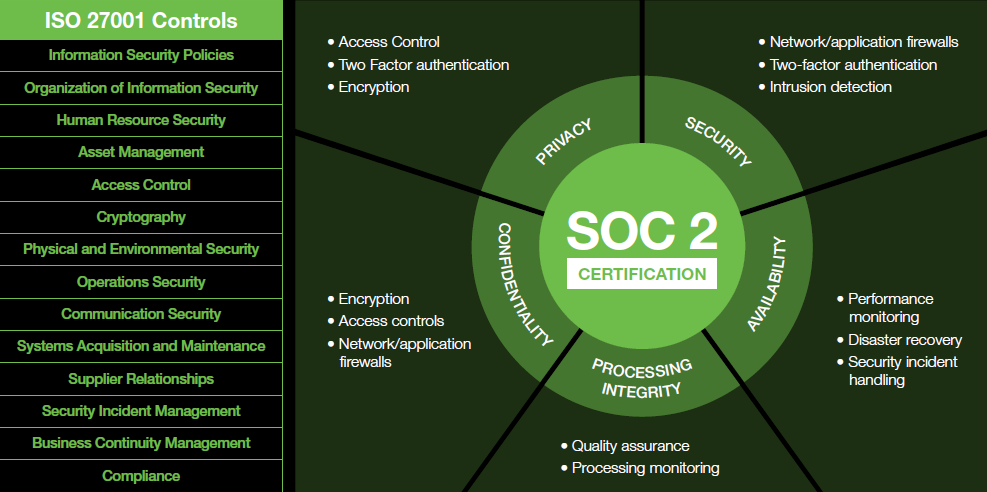 ISO 27001 Controls
Information Security Policies
Organization of Information Security
Human Resource Security
Asset Management
Access Control
Cryptography
Physical and Environmental Security
Operations Security
Communication Security
Systems Acquisition and Maintenance
Supplier Relationships
Security Incident Management
Business Continuity Management
Compliance
• Access Control
• Two Factor authentication
• Encryption
• Network/application firewalls
• Two-factor authentication
• Intrusion detection
PRIVACY
SECURITY
CONFIDENTIALITY
SOC 2
CERTIFICATION
AVAILABILITY
PROCESSING
INTEGRITY
• Encryption
• Access controls
• Network/application
firewalls
• Performance
monitoring
• Disaster recovery
• Security incident
handling
• Quality assurance
• Processing monitoring